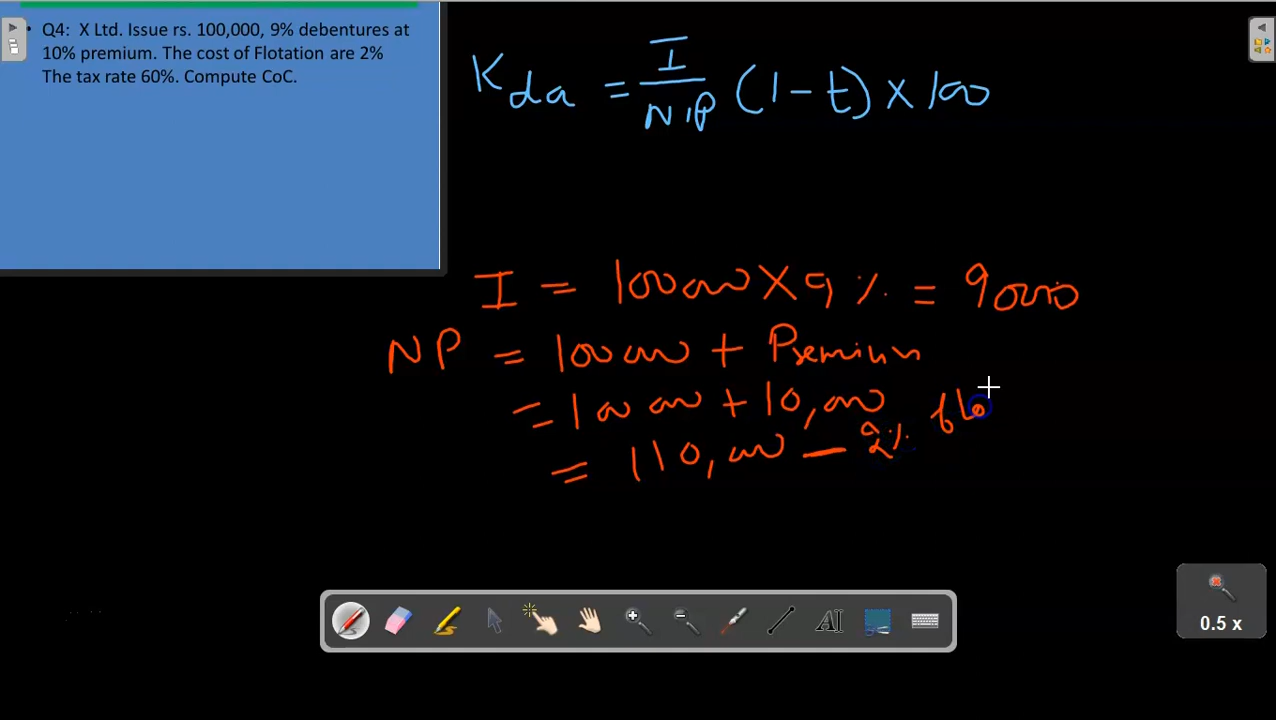 Q4: X Ltd. Issue rs. 100,000, 9% debentures at
10% premium. The cost of Flotation are 2%
The tax rate 60%. Compute CoC.
Kda = I/NP (1-t) x 100
I = 100000 x 9% = 9000
NP = 100000 + Premium
= 100000 + 10,000
= 110,000 - 2% flo
0.5 x